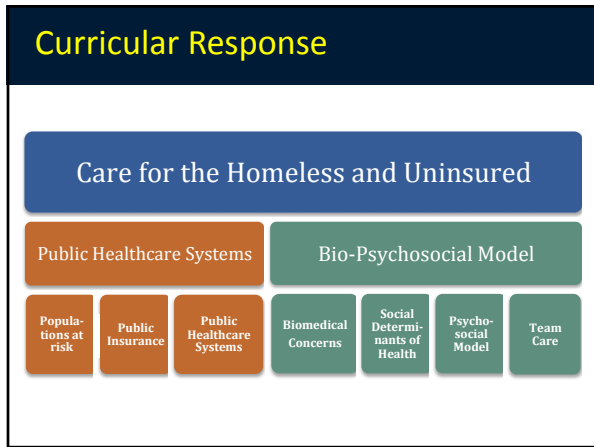 Curricular Response
Care for the Homeless and Uninsured
Public Healthcare Systems
Bio-Psychosocial Model
Popula-
tions at
risk
Public
Insurance
Public
Healthcare
Systems
Biomedical
Concerns
Social
Determi-
nants of
Health
Psycho-
social
Model
Team
Care